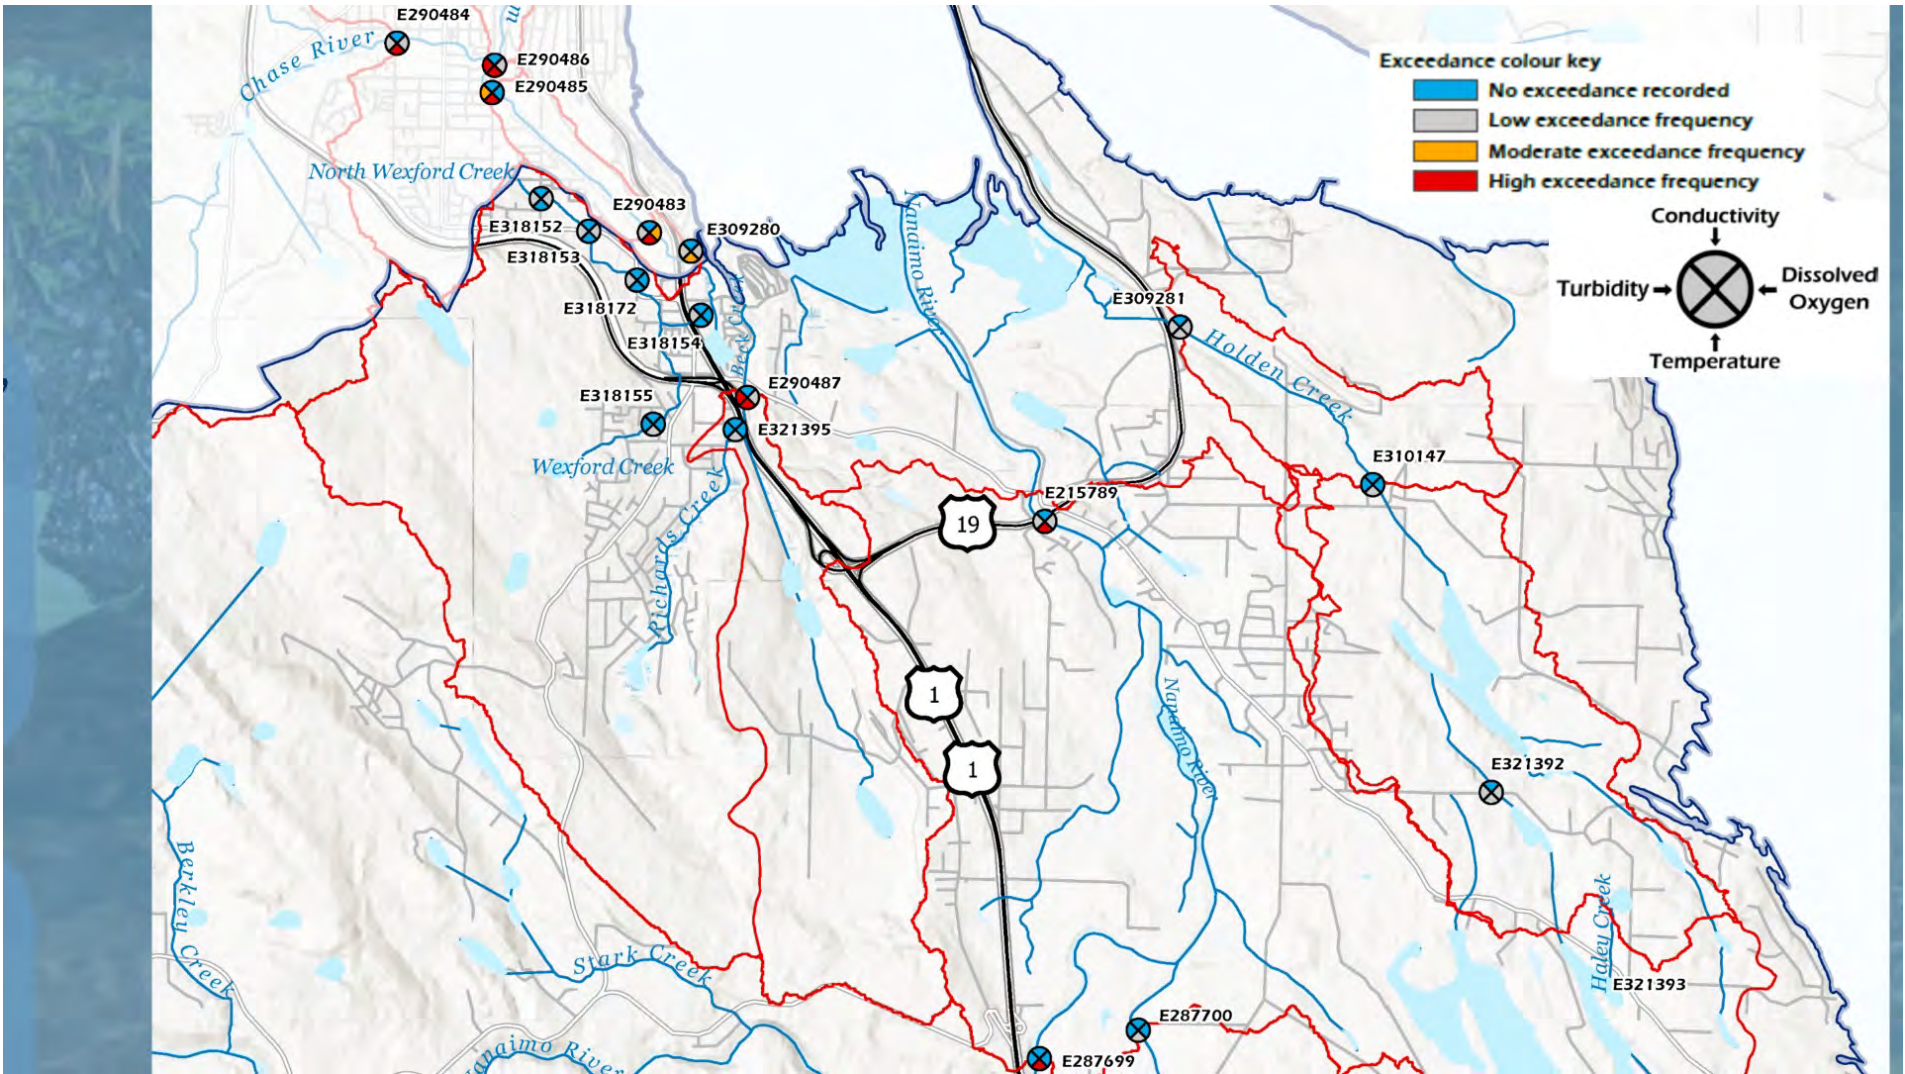 E290484
Chase River
E290486
E290485
Exceedance colour key
No exceedance recorded
Low exceedance frequency
Moderate exceedance frequency
High exceedance frequency
North Wexford Creek
E290483
E318152
E309280
E318153
Conductivity
Turbidity
Dissolved
Oxygen
Temperature
Nanaimo River
E309281
E318172
E318154
Beck Creek
Holden Creek
E290487
E318155
E321395
Wexford Creek
E310147
E215789
19
Richards Creek
1
Nanaimo River
1
E321392
Berkley Creek
Haley Creek
Stark Creek
E321393
E287700
Nanaimo River
E287699